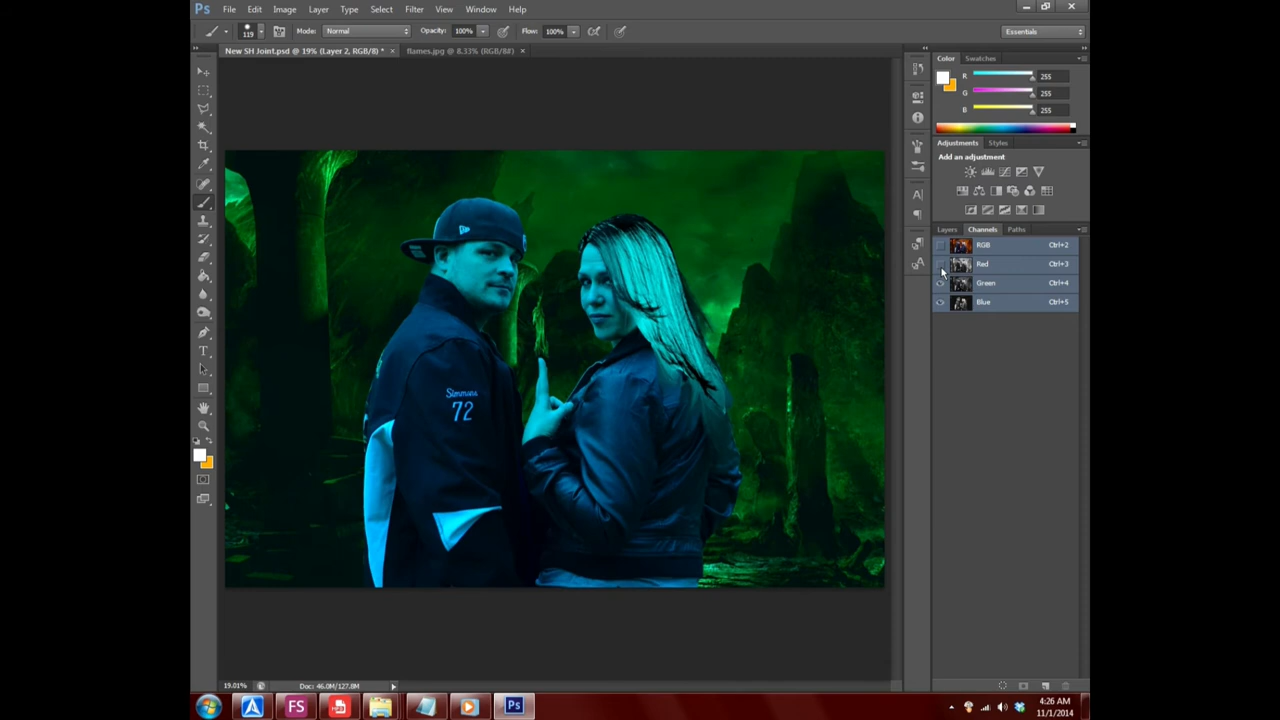 Ps File Edit Image Layer Type Select Filter View Window Help
119 Mode: Normal Opacity: 100% Flow: 100% Essentials
New SH Joint.psd @ 19% (Layer 2, RGB/8) * × flames.jpg @ 8.33% (RGB/8#) ×
Color Swatches
R 255
G 255
B 255
Adjustments Styles
Add an adjustment
Layers Channels Paths
RGB Ctrl+2
Red Ctrl+3
Green Ctrl+4
Blue Ctrl+5
Simmons
72
19.01% Doc: 46.0M/127.8M
FS Ps
4:26 AM
11/1/2014